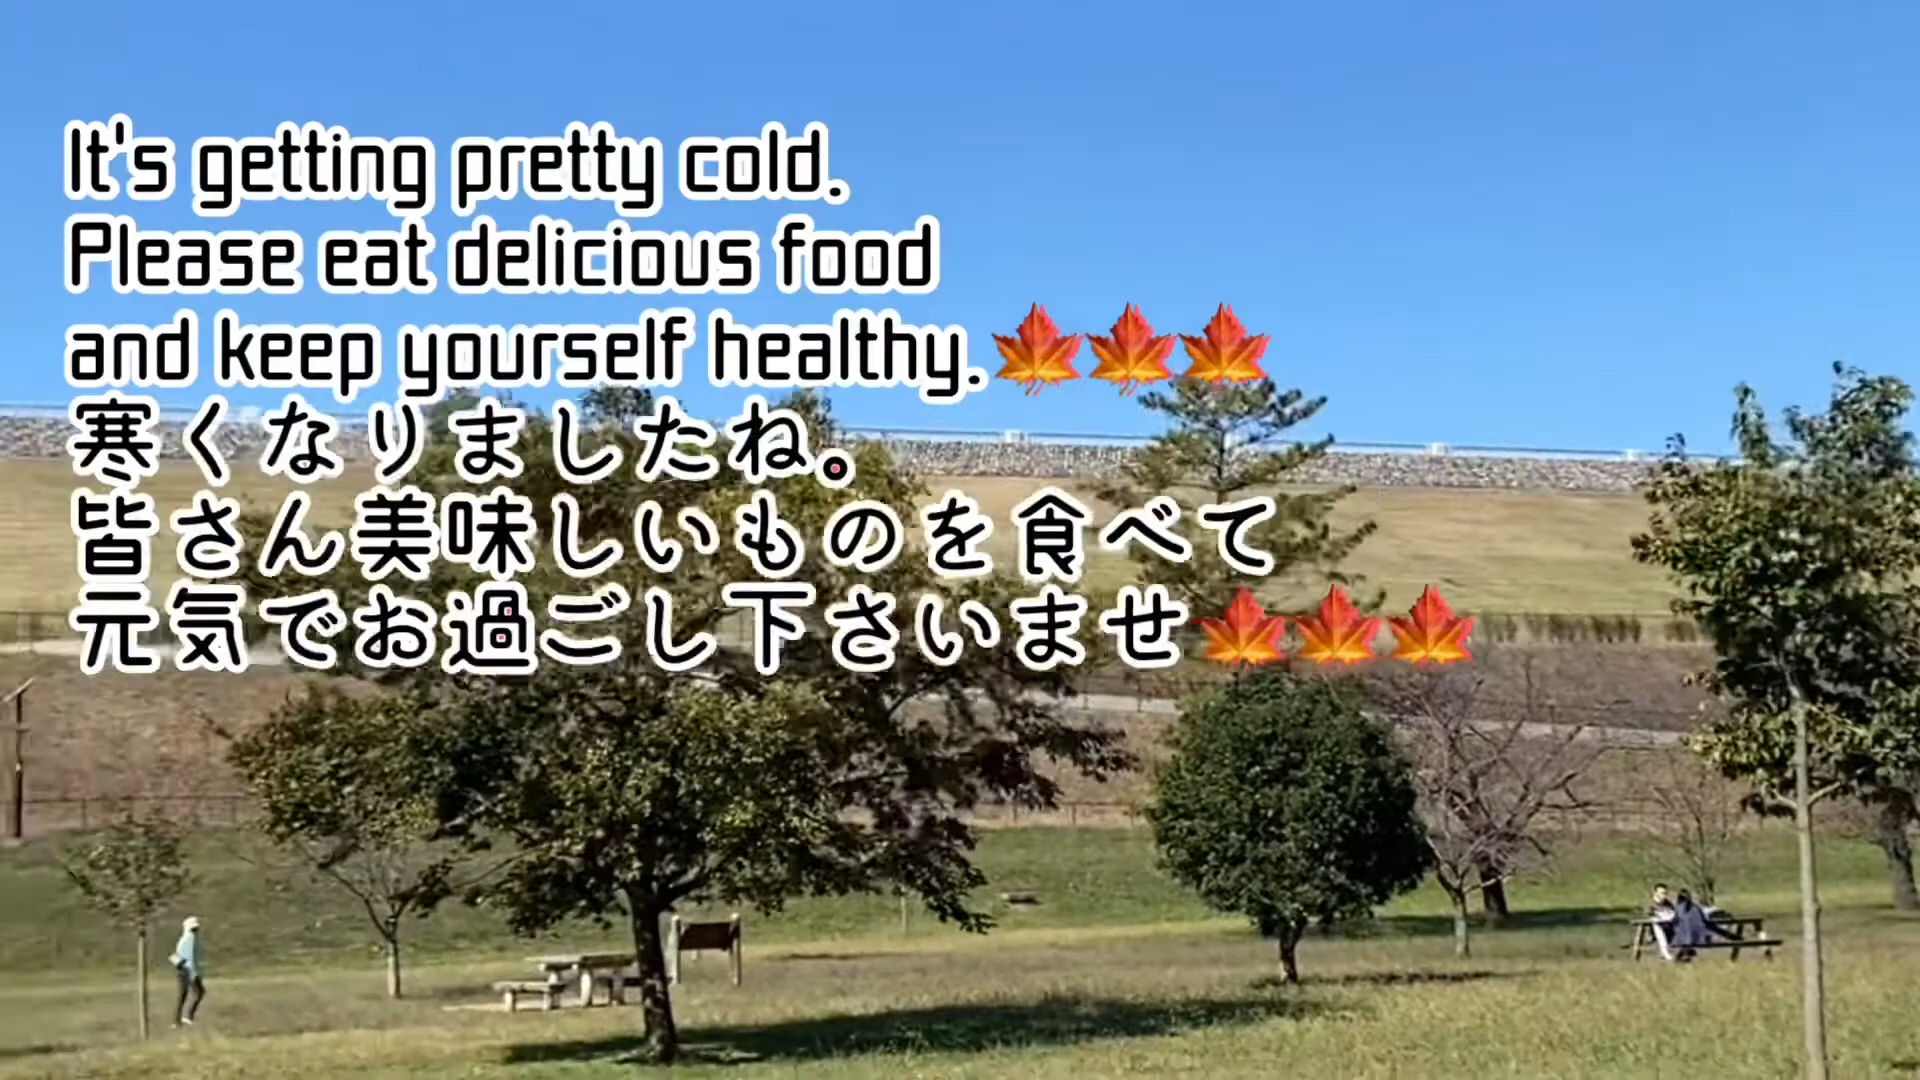 It's getting pretty cold.
Please eat delicious food
and keep yourself healthy.🍁🍁🍁
寒くなりましたね。
皆さん美味しいものを食べて
元気でお過ごし下さいませ🍁🍁🍁